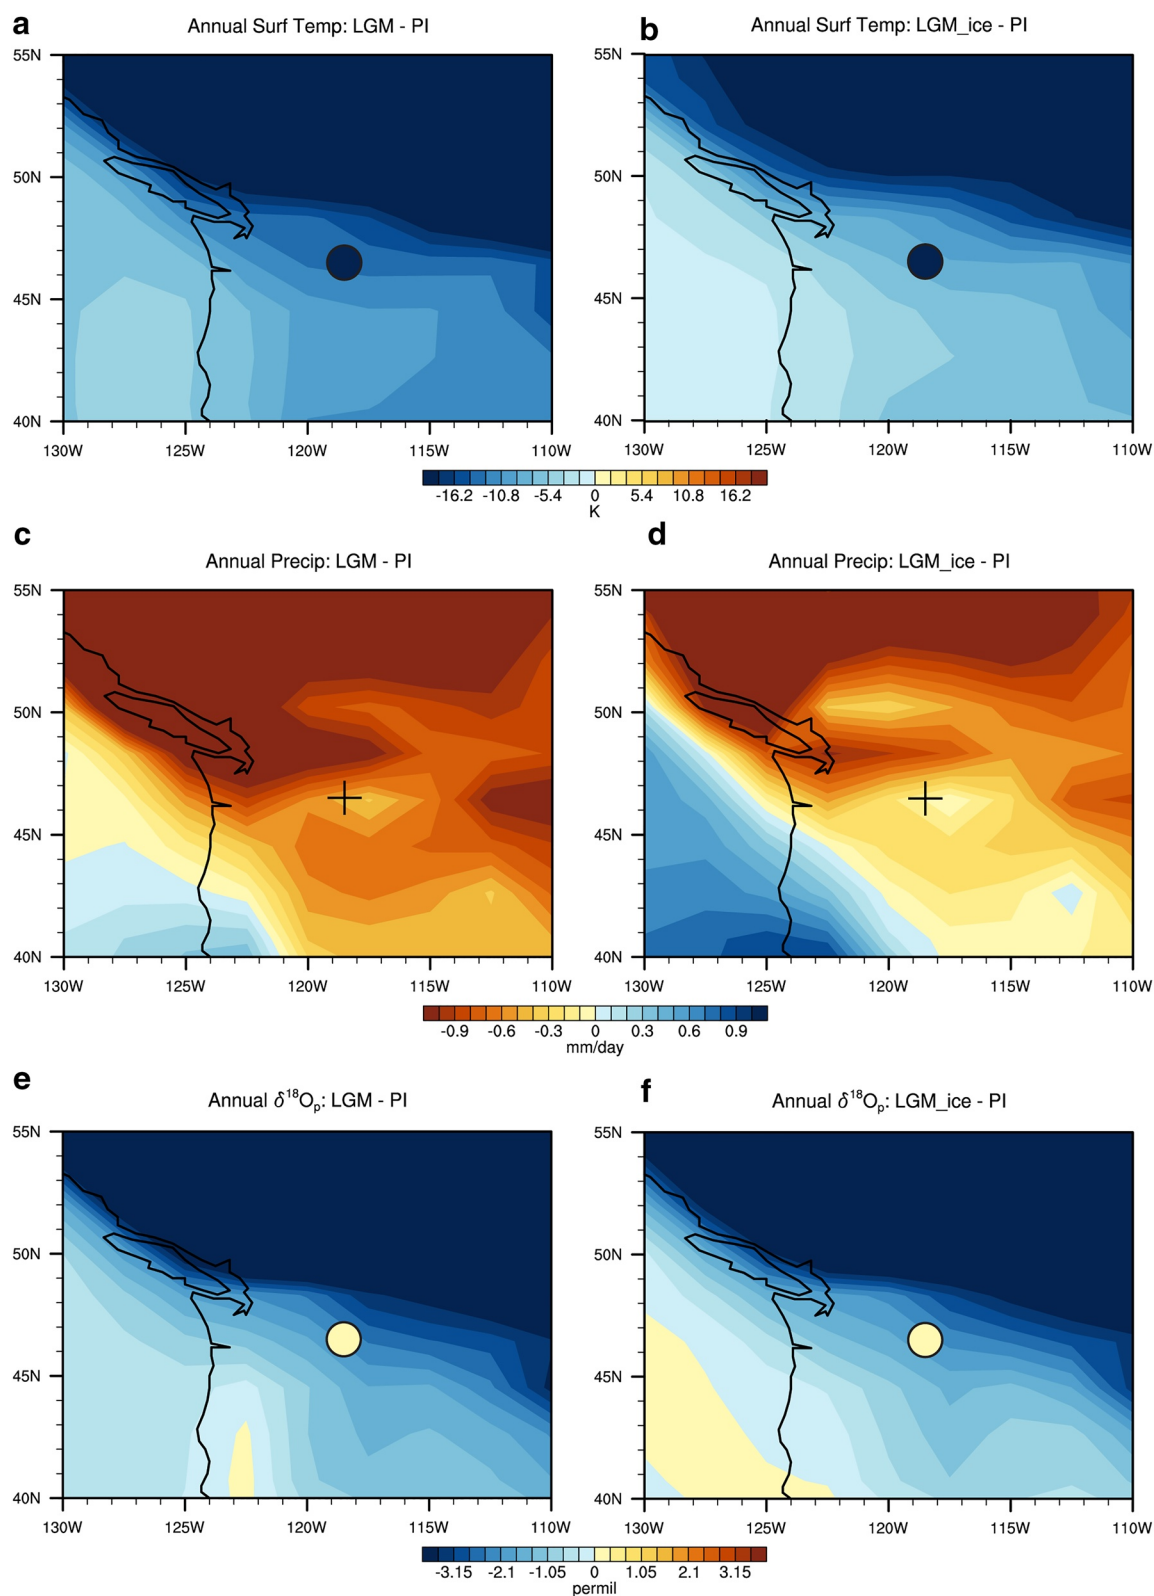 a
Annual Surf Temp: LGM - PI
b
Annual Surf Temp: LGM_ice - PI
55N
50N
45N
40N
130W 125W 120W 115W 110W
55N
50N
45N
40N
130W 125W 120W 115W 110W
-16.2 -10.8 -5.4 0 5.4 10.8 16.2
K
c
Annual Precip: LGM - PI
d
Annual Precip: LGM_ice - PI
55N
50N
45N
40N
130W 125W 120W 115W 110W
55N
50N
45N
40N
130W 125W 120W 115W 110W
-0.9 -0.6 -0.3 0 0.3 0.6 0.9
mm/day
e
Annual δ¹⁸Oₚ: LGM - PI
f
Annual δ¹⁸Oₚ: LGM_ice - PI
55N
50N
45N
40N
130W 125W 120W 115W 110W
55N
50N
45N
40N
130W 125W 120W 115W 110W
-3.15 -2.1 -1.05 0 1.05 2.1 3.15
permil